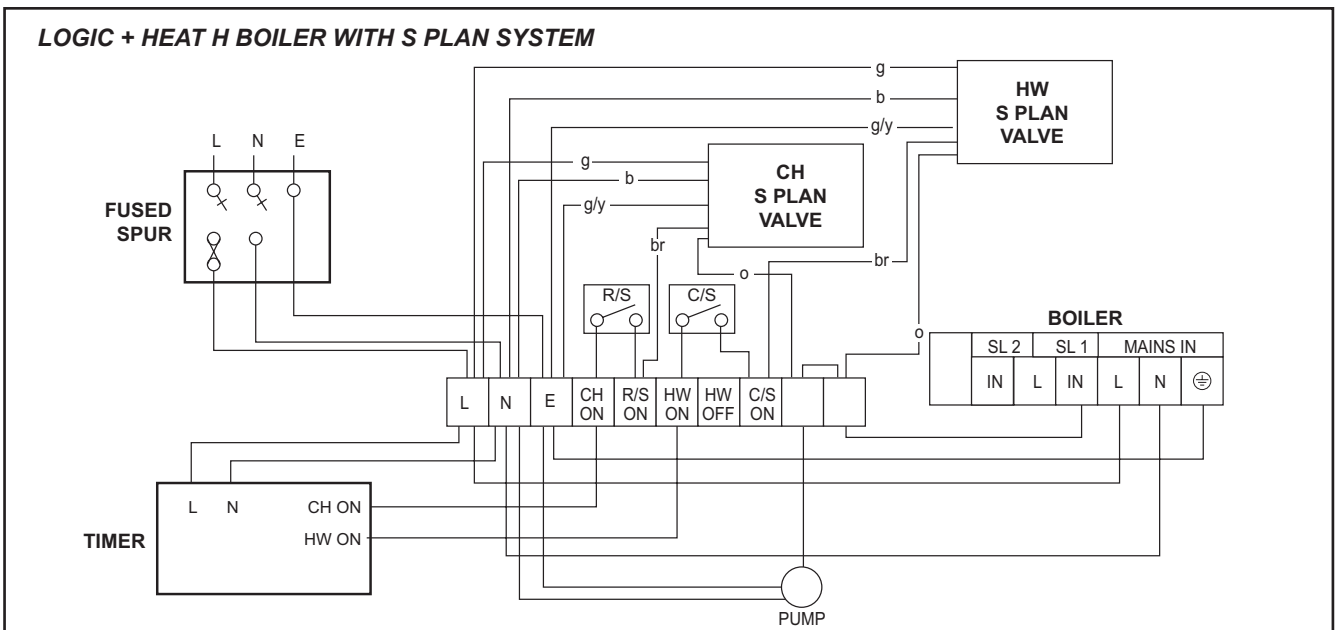 LOGIC + HEAT H BOILER WITH S PLAN SYSTEM
g
b
g/y
HW
S PLAN
VALVE
L N E
FUSED
SPUR
g
b
g/y
br
o
CH
S PLAN
VALVE
br
o
R/S
C/S
BOILER
SL 2 SL 1 MAINS IN
IN L IN L N
L N E CH ON R/S ON HW ON HW OFF C/S ON
TIMER
L N CH ON
HW ON
PUMP